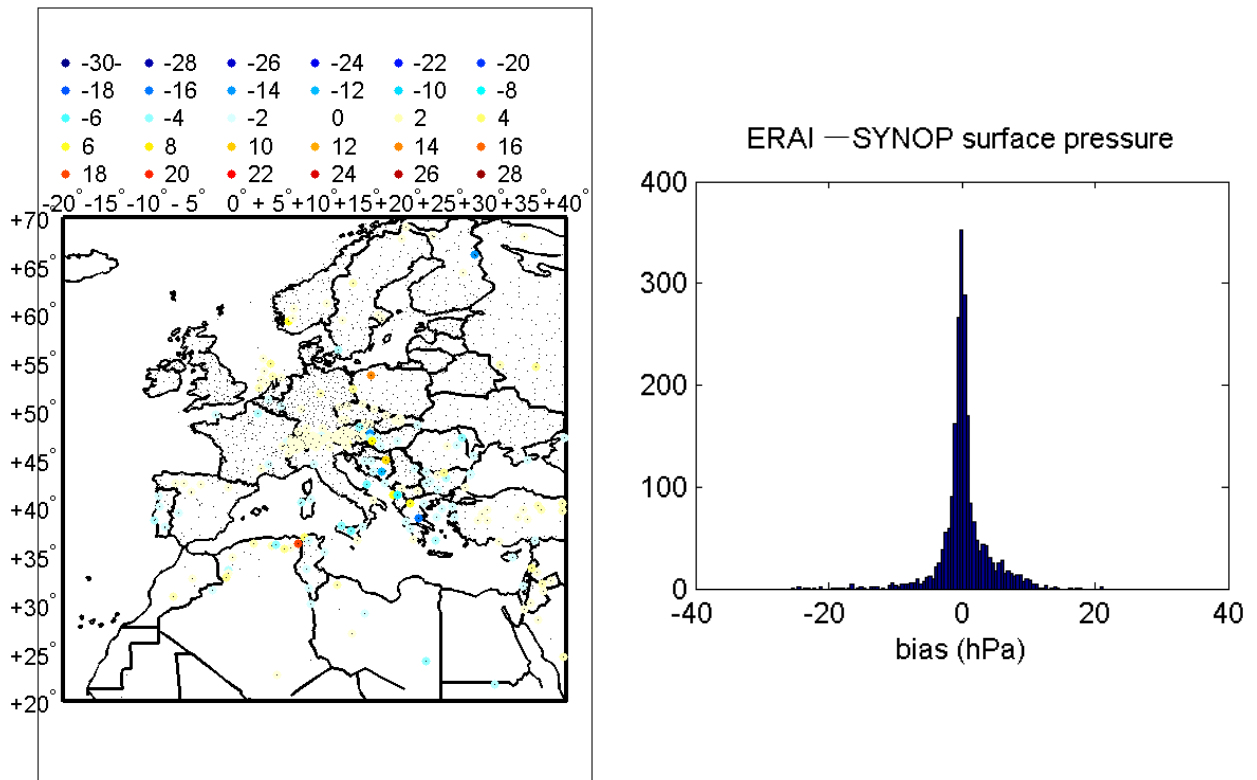 -30- -28 -26 -24 -22 -20
-18 -16 -14 -12 -10 -8
-6 -4 -2 0 2 4
6 8 10 12 14 16
18 20 22 24 26 28
-20° -15° -10° -5° 0° +5° +10° +15° +20° +25° +30° +35° +40°
+70°
+65°
+60°
+55°
+50°
+45°
+40°
+35°
+30°
+25°
+20°
ERAI —SYNOP surface pressure
400
300
200
100
0
-40 -20 0 20 40
bias (hPa)